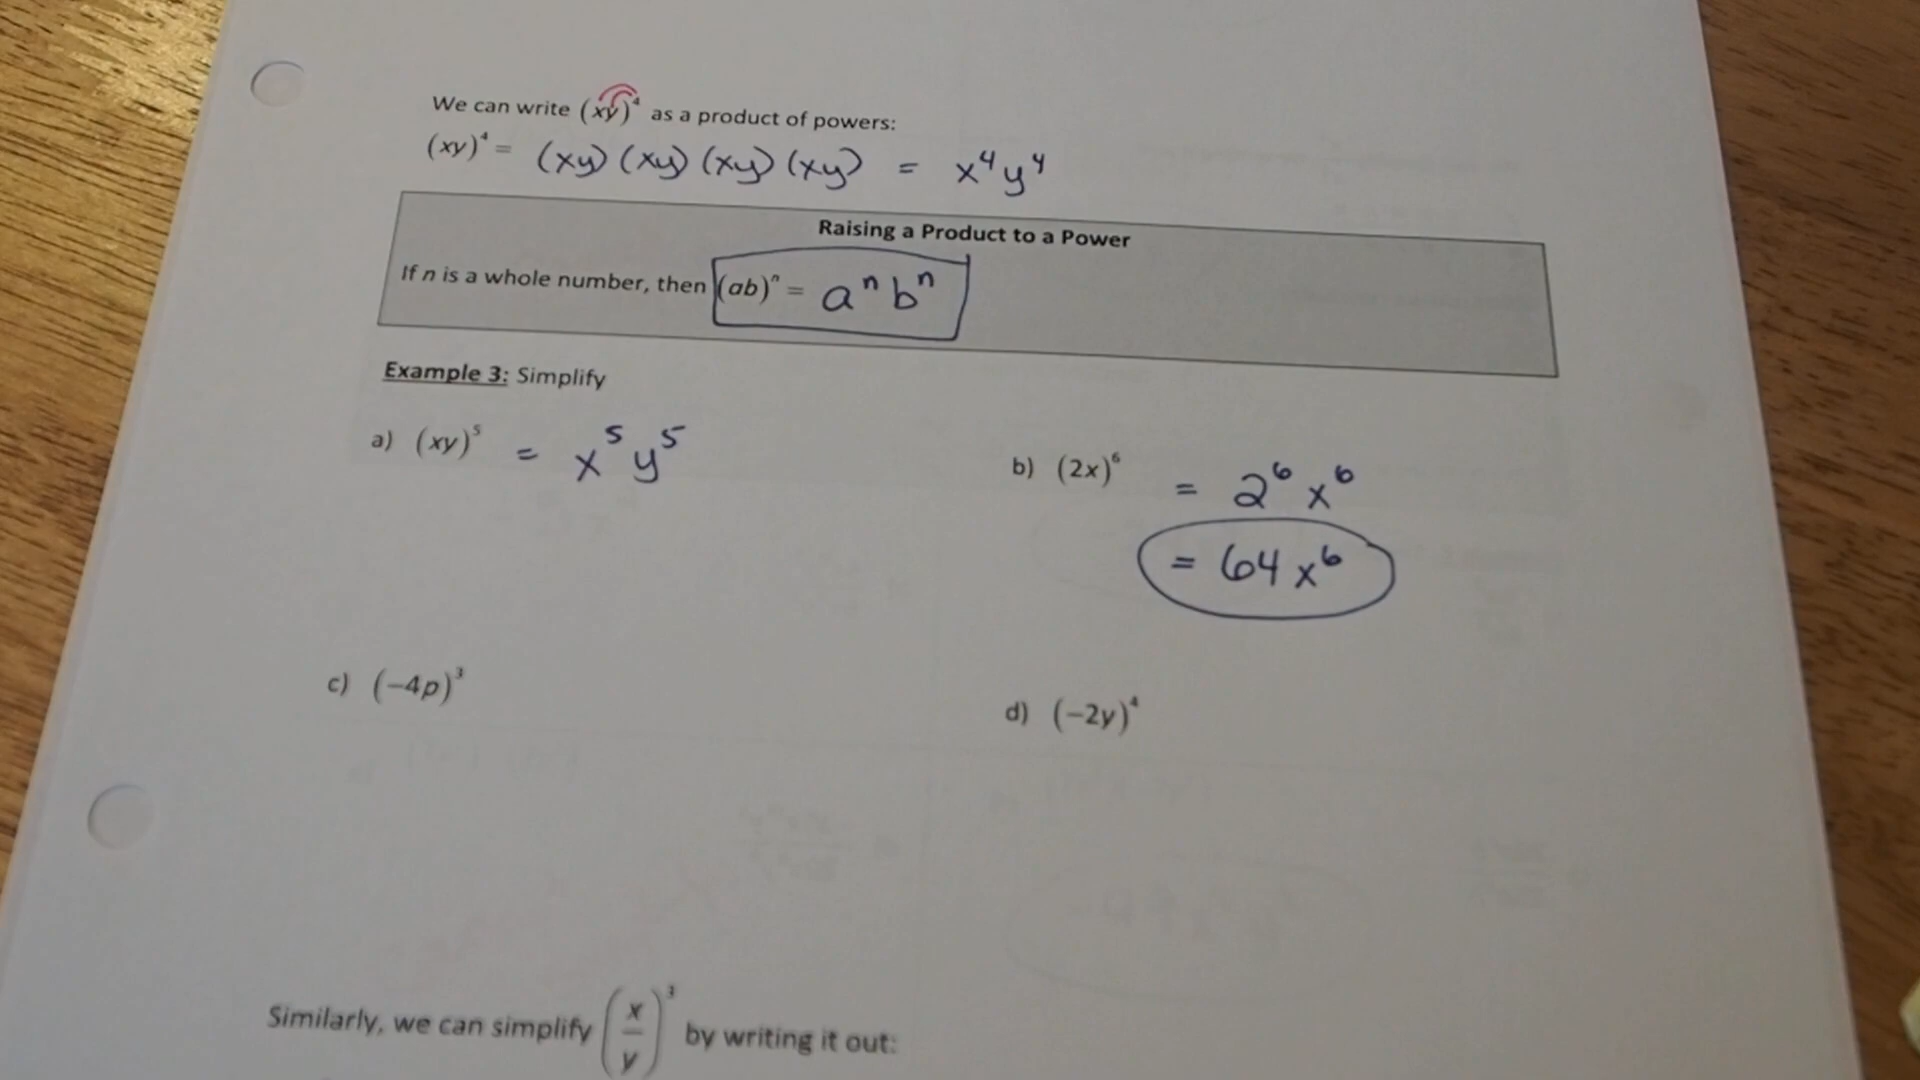 We can write (xy)⁴ as a product of powers:
(xy)⁴ = (xy)(xy)(xy)(xy) = x⁴y⁴
Raising a Product to a Power
If n is a whole number, then (ab)ⁿ = aⁿbⁿ
Example 3: Simplify
a) (xy)⁵ = x⁵y⁵
b) (2x)⁶ = 2⁶x⁶
= 64x⁶
c) (-4p)³
d) (-2y)⁴
Similarly, we can simplify (x/y)³ by writing it out: